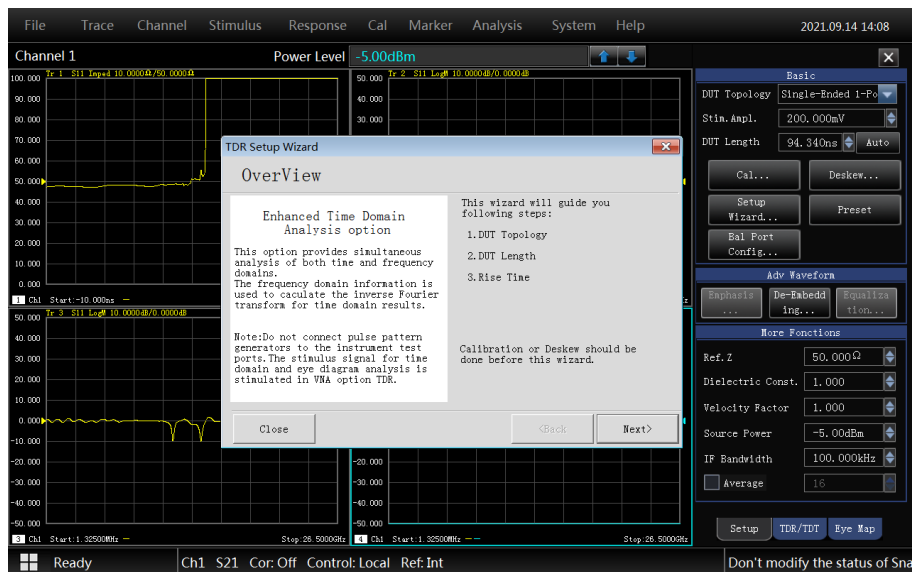 File Trace Channel Stimulus Response Cal Marker Analysis System Help 2021.09.14 14:08
Channel 1 Power Level -5.00dBm
Tr 1 S11 Imped 10.0000Ω/50.0000Ω
100.000
90.000
80.000
70.000
60.000
50.000
40.000
30.000
20.000
10.000
0.000
1 Ch1 Start:-10.000ns —
Tr 2 S11 LogM 10.0000dB/0.0000dB
50.000
40.000
30.000
Tr 3 S11 LogM 10.0000dB/0.0000dB
50.000
40.000
30.000
20.000
10.000
0.000
-10.000
-20.000
-30.000
-40.000
-50.000
3 Ch1 Start:1.32500MHz — Stop:26.5000GHz
-20.000
-30.000
-40.000
-50.000
4 Ch1 Start:1.32500MHz —— Stop:26.5000GHz
TDR Setup Wizard
OverView
Enhanced Time Domain
Analysis option
This option provides simultaneous
analysis of both time and frequency
domains.
The frequency domain information is
used to caculate the inverse Fourier
transform for time domain results.
Note:Do not connect pulse pattern
generators to the instrument test
ports.The stimulus signal for time
domain and eye diagram analysis is
stimulated in VNA option TDR.
This wizard will guide you
following steps:
1.DUT Topology
2.DUT Length
3.Rise Time
Calibration or Deskew should be
done before this wizard.
Close <Back Next>
Basic
DUT Topology Single-Ended 1-Po
Stim.Ampl. 200.000mV
DUT Length 94.340ns Auto
Cal... Deskew...
Setup
Wizard...
Preset
Bal Port
Config...
Adv Waveform
Emphasis
...
De-Embedd
ing...
Equaliza
tion...
More Functions
Ref.Z 50.000Ω
Dielectric Const. 1.000
Velocity Factor 1.000
Source Power -5.00dBm
IF Bandwidth 100.000kHz
Average 16
Setup TDR/TDT Eye Map
Ready Ch1 S21 Cor: Off Control: Local Ref: Int Don't modify the status of Sna